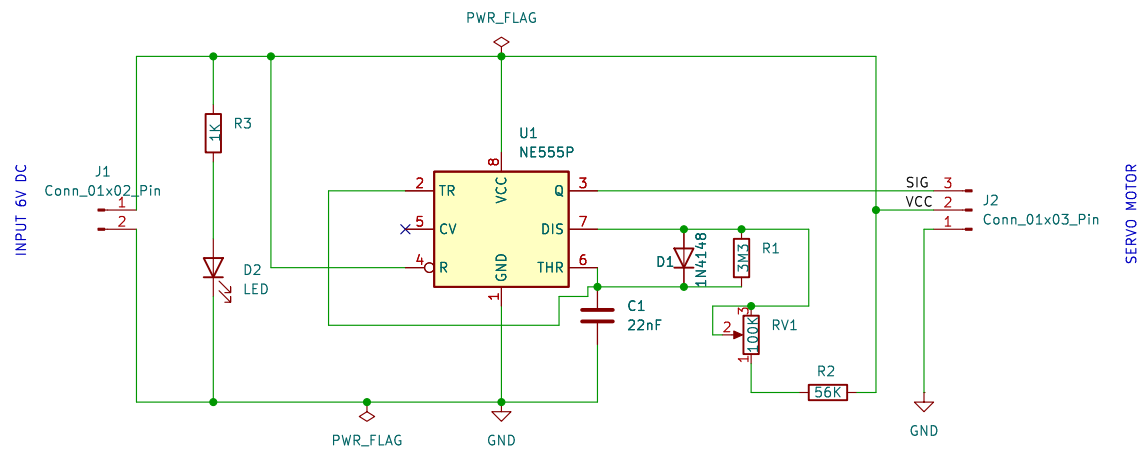 PWR_FLAG
INPUT 6V DC
J1
Conn_01x02_Pin
1
2
R3
1K
D2
LED
U1
NE555P
8
VCC
2
TR
Q
3
5
CV
DIS
7
4
R
THR
6
GND
1
C1
22nF
D1
1N4148
R1
3M3
3
2
1
100K
RV1
R2
56K
SIG
3
VCC
2
1
J2
Conn_01x03_Pin
SERVO MOTOR
PWR_FLAG
GND
GND